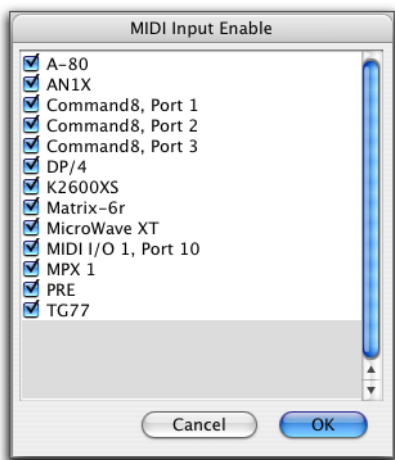 MIDI Input Enable
A-80
AN1X
Command8, Port 1
Command8, Port 2
Command8, Port 3
DP/4
K2600XS
Matrix-6r
MicroWave XT
MIDI I/O 1, Port 10
MPX 1
PRE
TG77
Cancel OK